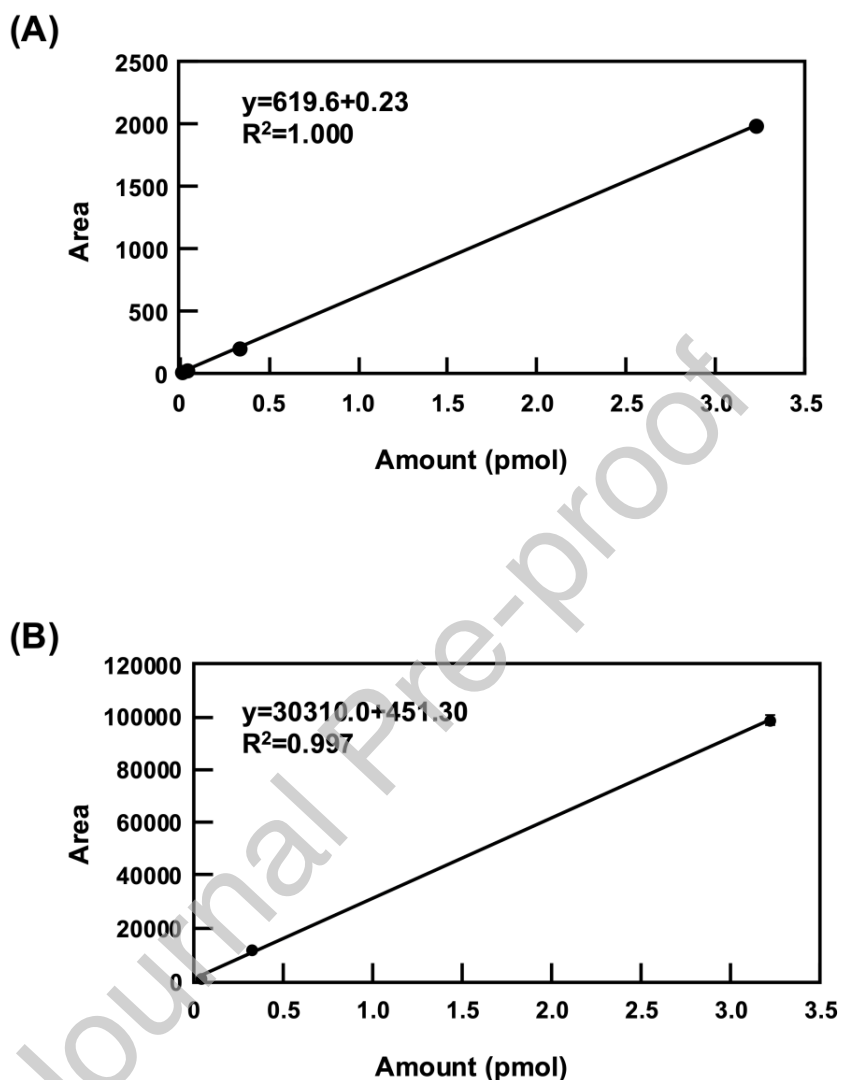 (A)
2500
y=619.6+0.23
2000
R²=1.000
1500
Area
1000
500
0
0 0.5 1.0 1.5 2.0 2.5 3.0 3.5
Amount (pmol)
Journal Pre-proof
(B)
120000
y=30310.0+451.30
100000
R²=0.997
80000
Area
60000
40000
20000
0
0 0.5 1.0 1.5 2.0 2.5 3.0 3.5
Amount (pmol)